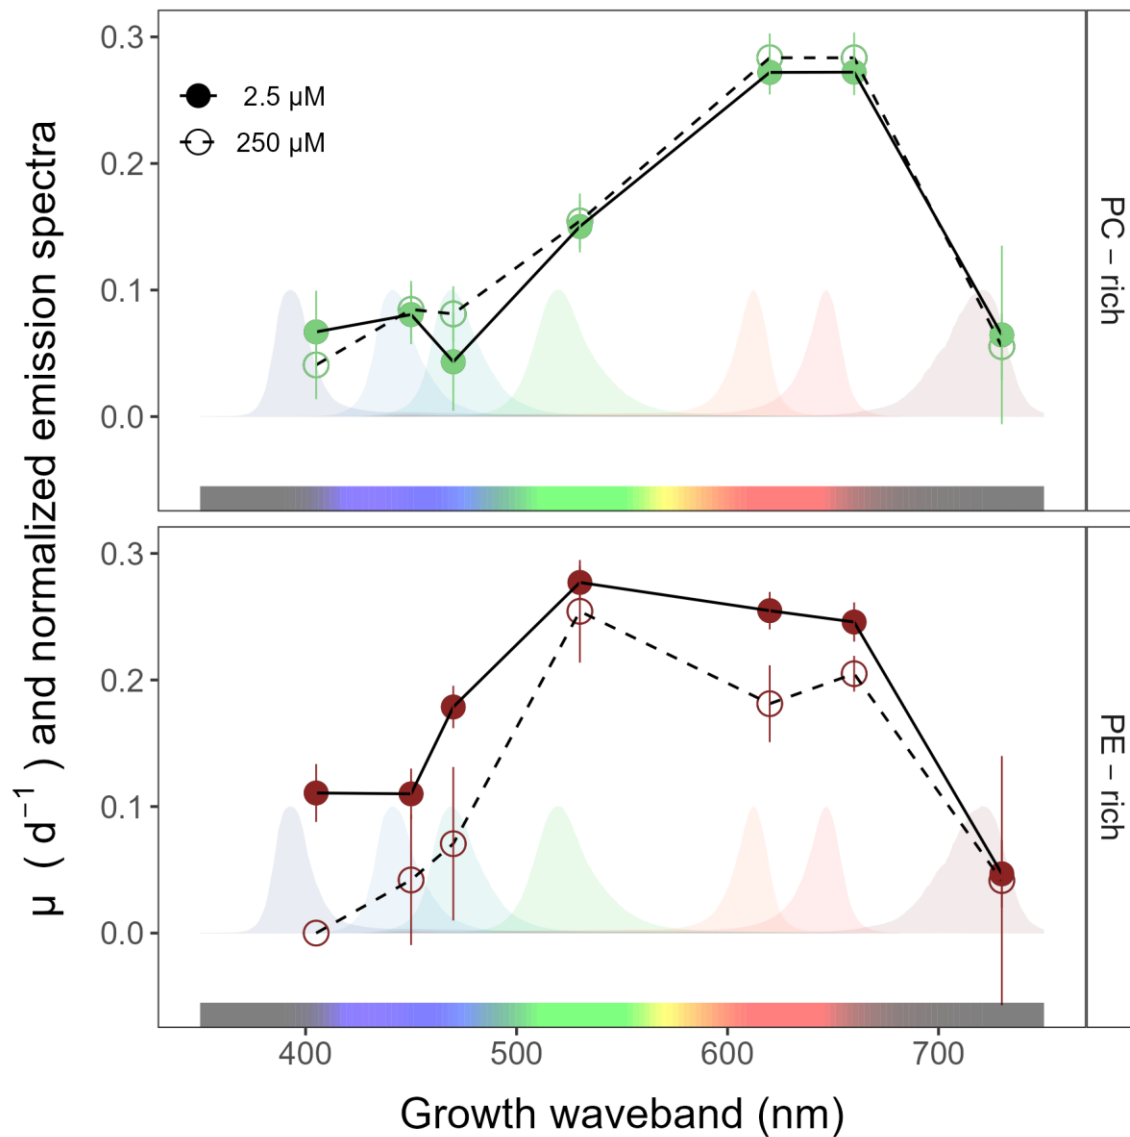 μ ( d⁻¹ ) and normalized emission spectra
0.3
0.2
0.1
0.0
2.5 μM
250 μM
PC – rich
0.3
0.2
0.1
0.0
PE – rich
400 500 600 700
Growth waveband (nm)